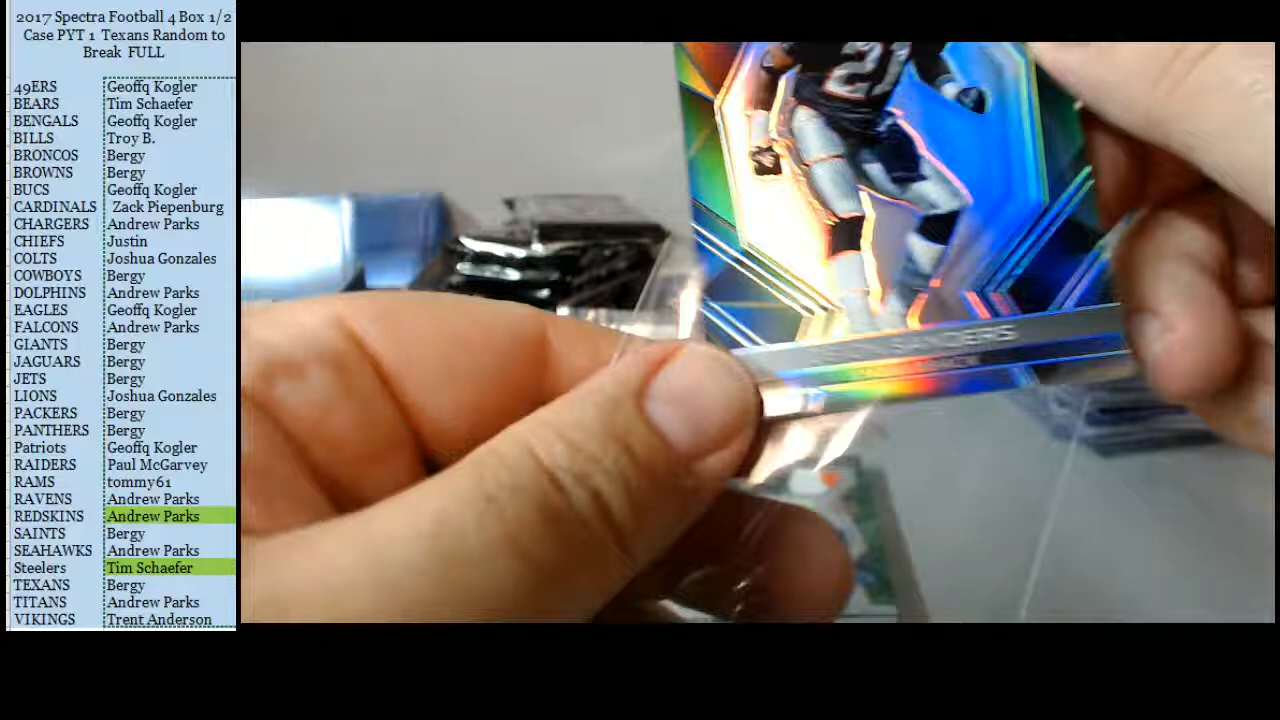 2017 Spectra Football 4 Box 1/2
Case PYT 1 Texans Random to
Break FULL
49ERS Geoffq Kogler
BEARS Tim Schaefer
BENGALS Geoffq Kogler
BILLS Troy B.
BRONCOS Bergy
BROWNS Bergy
BUCS Geoffq Kogler
CARDINALS Zack Piepenburg
CHARGERS Andrew Parks
CHIEFS Justin
COLTS Joshua Gonzales
COWBOYS Bergy
DOLPHINS Andrew Parks
EAGLES Geoffq Kogler
FALCONS Andrew Parks
GIANTS Bergy
JAGUARS Bergy
JETS Bergy
LIONS Joshua Gonzales
PACKERS Bergy
PANTHERS Bergy
Patriots Geoffq Kogler
RAIDERS Paul McGarvey
RAMS tommy61
RAVENS Andrew Parks
REDSKINS Andrew Parks
SAINTS Bergy
SEAHAWKS Andrew Parks
Steelers Tim Schaefer
TEXANS Bergy
TITANS Andrew Parks
VIKINGS Trent Anderson
21
SANDERS